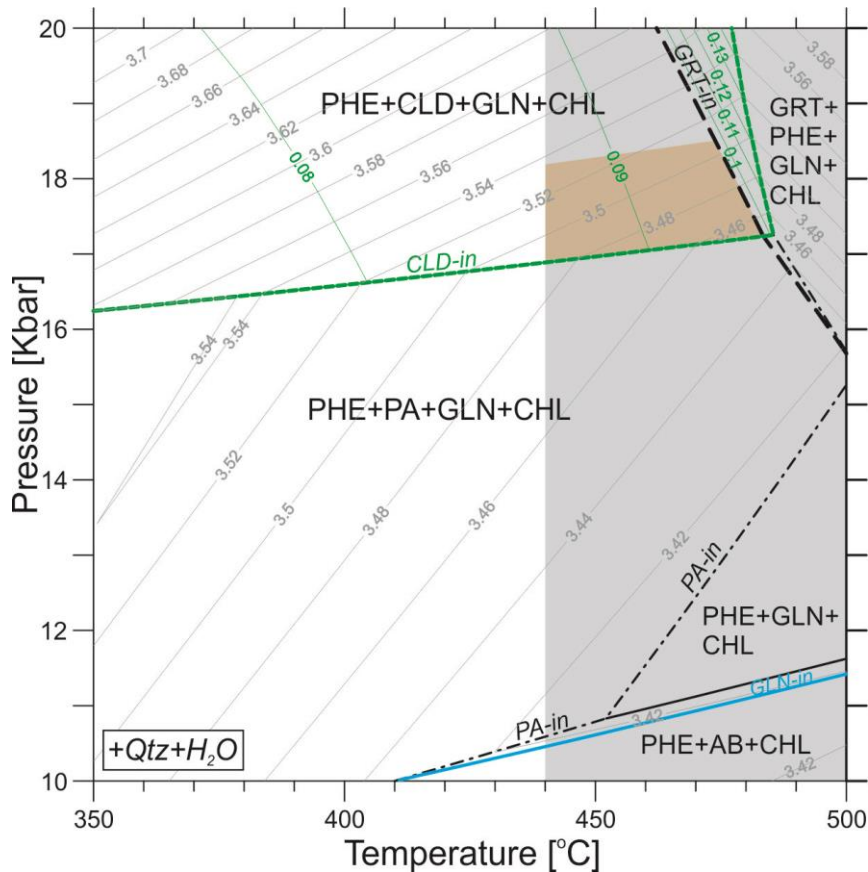 20
18
16
14
12
10
Pressure [Kbar]
350
400
450
500
Temperature [°C]
3.7
3.68
3.66
3.64
3.62
3.6
3.58
3.56
3.54
3.52
3.5
3.48
3.46
0.08
0.09
0.13
0.12
0.11
0.1
GRT-in
3.58
3.56
3.48
3.46
PHE+CLD+GLN+CHL
GRT+
PHE+
GLN+
CHL
CLD-in
3.54
3.54
3.52
3.5
3.48
3.46
3.44
3.42
PHE+PA+GLN+CHL
PA-in
PHE+GLN+
CHL
GLN-in
PA-in
3.42
PHE+AB+CHL
3.42
+Qtz+H₂O